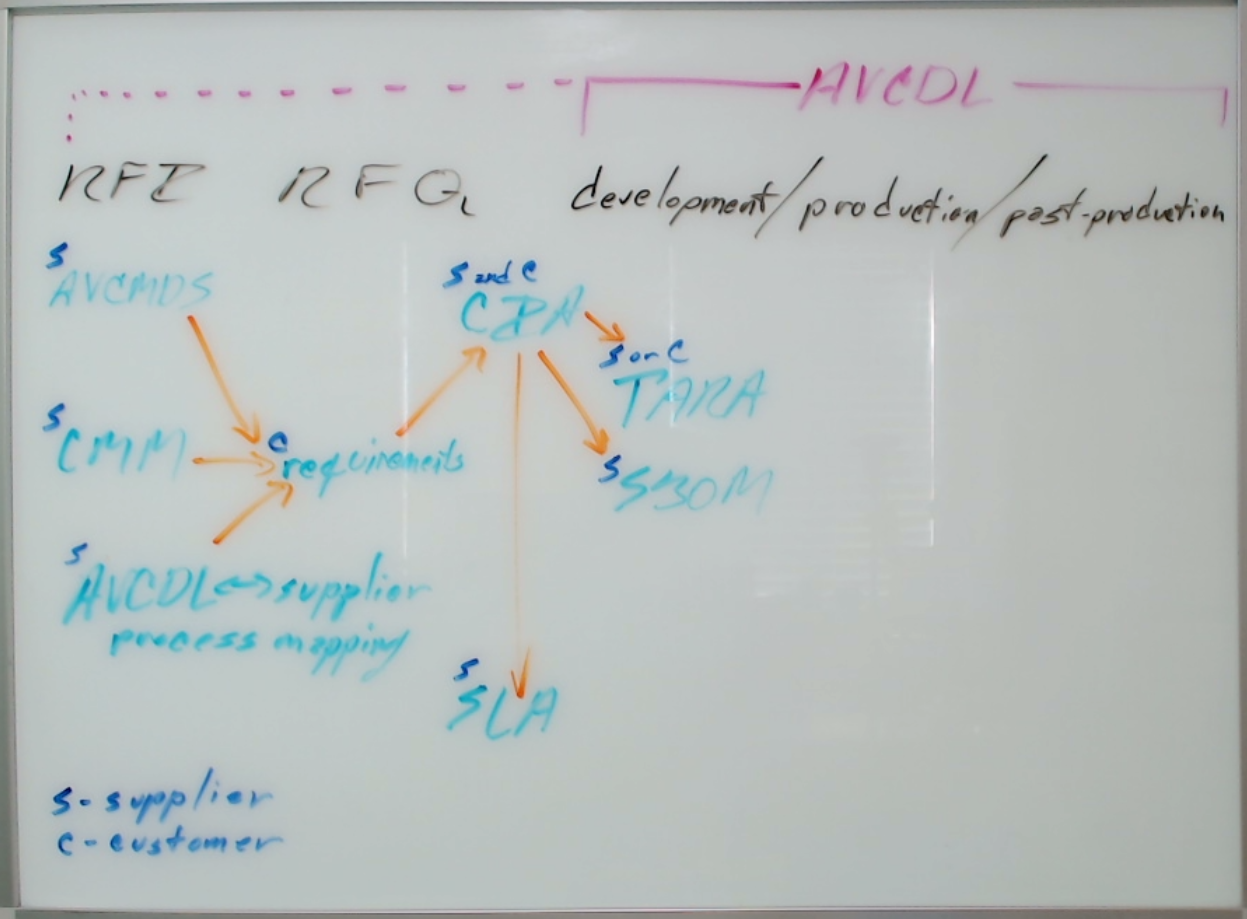 AVCDL
RFI RFQ development/production/post-production
S
AVCMDS
S and C
CIA
S or C
TARA
S
CMM
C
requirements
S
SBOM
S
AVCDL <-> supplier
process mapping
S
SLA
S - supplier
C - customer